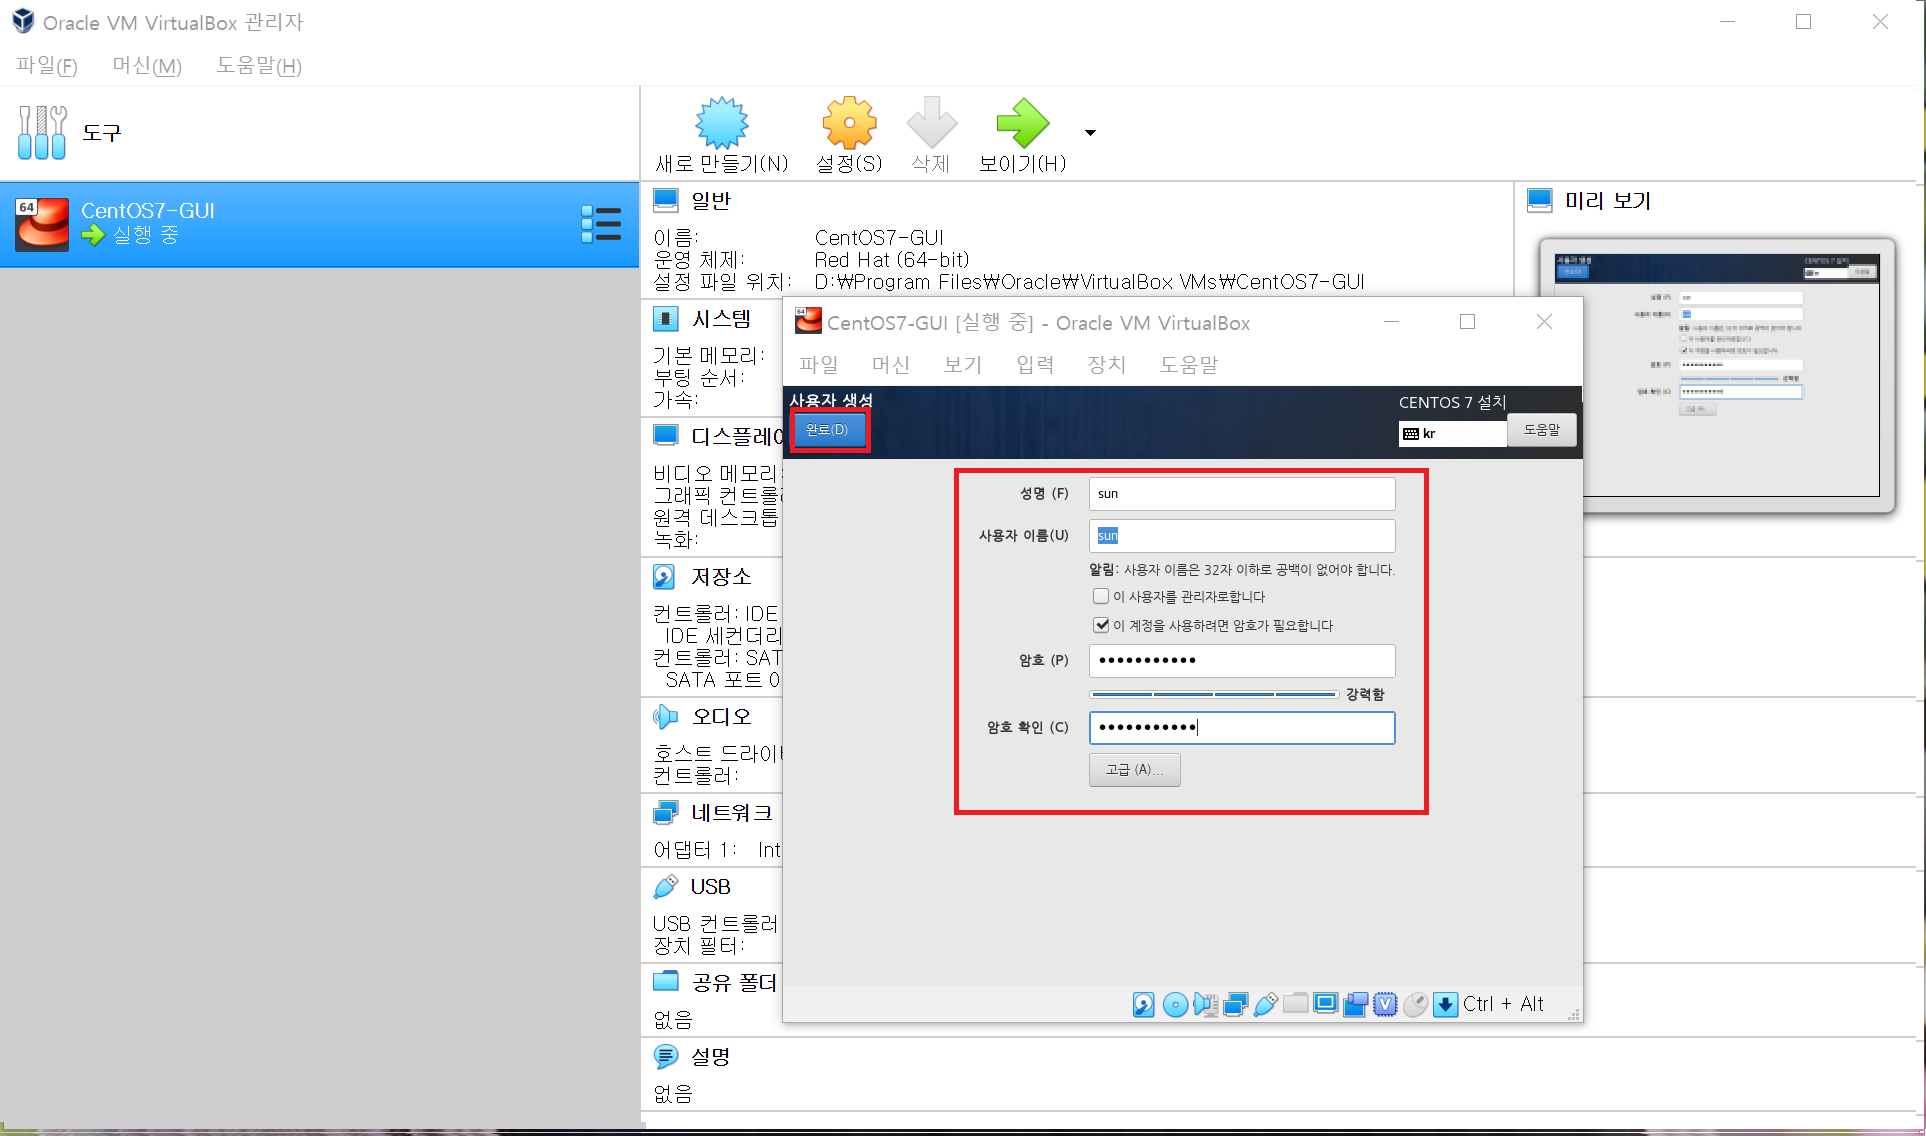 Oracle VM VirtualBox 관리자
파일(F) 머신(M) 도움말(H)
도구
새로 만들기(N) 설정(S) 삭제 보이기(H)
64 CentOS7-GUI
실행 중
일반
이름: CentOS7-GUI
운영 체제: Red Hat (64-bit)
설정 파일 위치: D:₩Program Files₩Oracle₩VirtualBox VMs₩CentOS7-GUI
미리 보기
시스템
기본 메모리:
부팅 순서:
가속:
디스플레이
비디오 메모리:
그래픽 컨트롤러
원격 데스크톱
녹화:
저장소
컨트롤러: IDE
IDE 세컨더리
컨트롤러: SAT
SATA 포트 0
오디오
호스트 드라이버
컨트롤러:
네트워크
어댑터 1: Int
USB
USB 컨트롤러
장치 필터:
공유 폴더
없음
설명
없음
64 CentOS7-GUI [실행 중] - Oracle VM VirtualBox
파일 머신 보기 입력 장치 도움말
사용자 생성
완료(D)
CENTOS 7 설치
kr 도움말
성명 (F) sun
사용자 이름(U) sun
알림: 사용자 이름은 32자 이하로 공백이 없어야 합니다.
이 사용자를 관리자로합니다
이 계정을 사용하려면 암호가 필요합니다
암호 (P) •••••••••••
강력함
암호 확인 (C) •••••••••••
고급 (A)...
V Ctrl + Alt